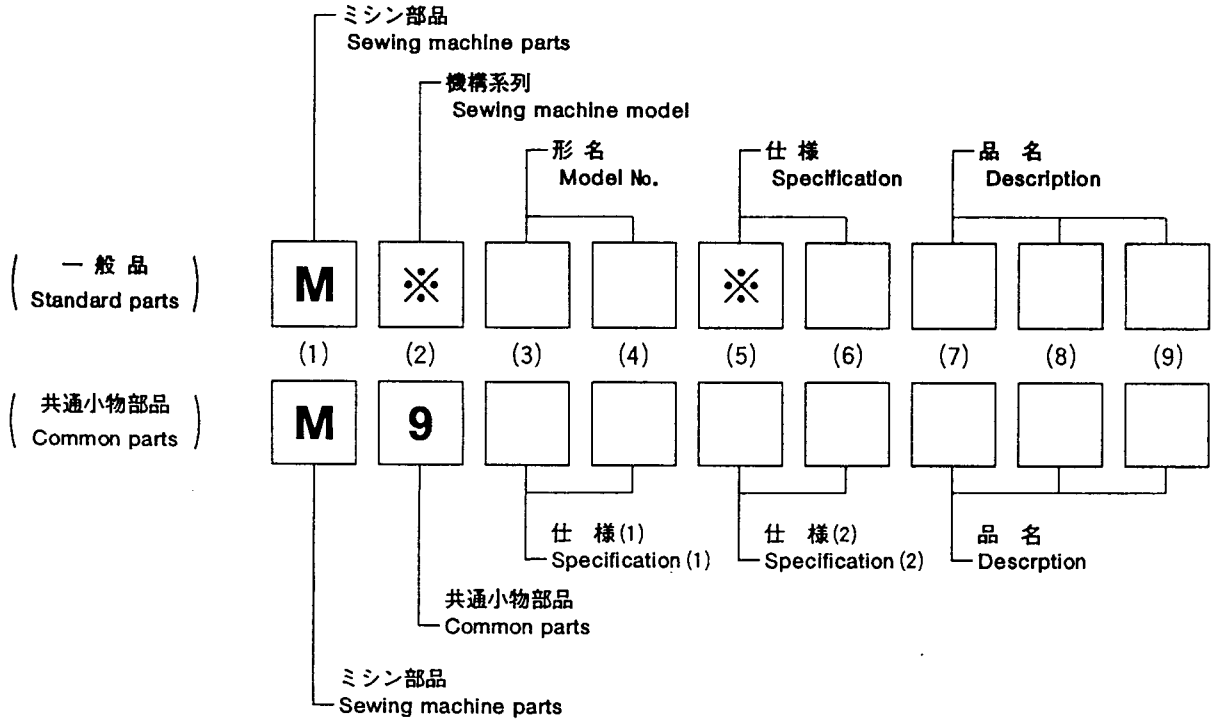 ミシン部品
Sewing machine parts
機構系列
Sewing machine model
形 名
Model No.
仕 様
Specification
品 名
Description
(一 般 品
Standard parts)
M ※ ※
(1) (2) (3) (4) (5) (6) (7) (8) (9)
(共通小物部品
Common parts)
M 9
仕 様(1)
Specification(1)
仕 様(2)
Specification(2)
品 名
Descrption
共通小物部品
Common parts
ミシン部品
Sewing machine parts